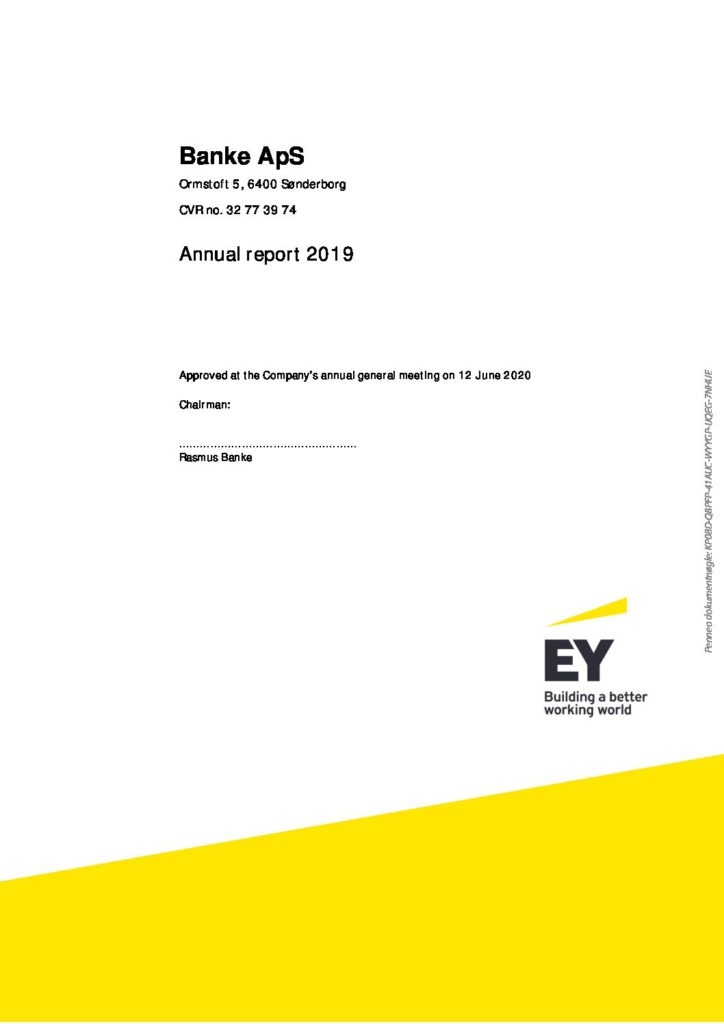 Banke ApS
Ormstoft 5, 6400 Sønderborg
CVR no. 32 77 39 74
Annual report 2019
Approved at the Company's annual general meeting on 12 June 2020
Chairman:
....................................................
Rasmus Banke
EY
Building a better
working world
Penneo dokumentnøgle: KP0BO-QBPFP-41AUC-WYYGP-UQEG-7NHUE